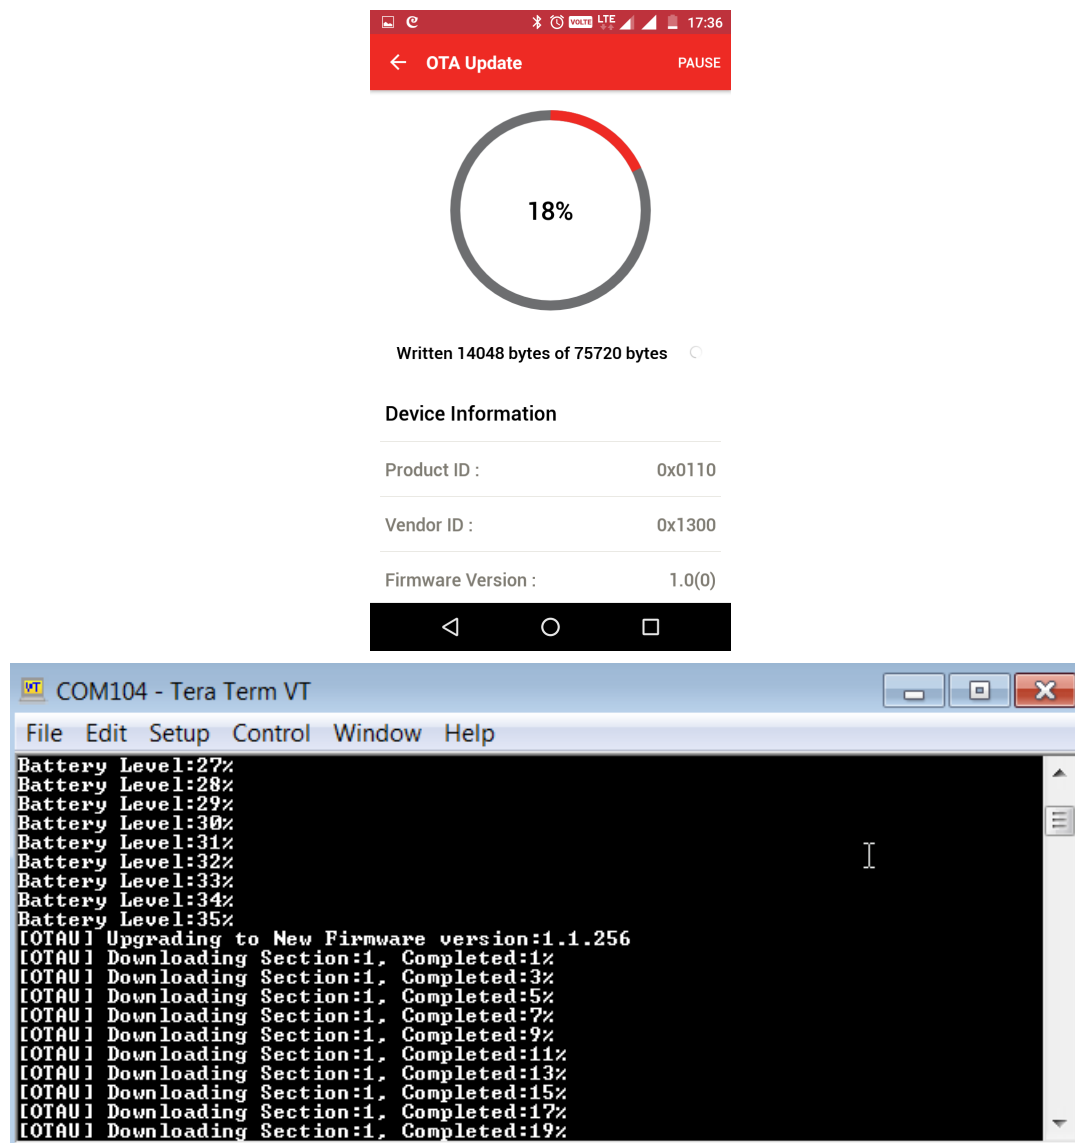 VOLTE LTE 17:36
OTA Update PAUSE
18%
Written 14048 bytes of 75720 bytes
Device Information
Product ID : 0x0110
Vendor ID : 0x1300
Firmware Version : 1.0(0)
VT COM104 - Tera Term VT
File Edit Setup Control Window Help
Battery Level:27%
Battery Level:28%
Battery Level:29%
Battery Level:30%
Battery Level:31%
Battery Level:32%
Battery Level:33%
Battery Level:34%
Battery Level:35%
[OTAU] Upgrading to New Firmware version:1.1.256
[OTAU] Downloading Section:1, Completed:1%
[OTAU] Downloading Section:1, Completed:3%
[OTAU] Downloading Section:1, Completed:5%
[OTAU] Downloading Section:1, Completed:7%
[OTAU] Downloading Section:1, Completed:9%
[OTAU] Downloading Section:1, Completed:11%
[OTAU] Downloading Section:1, Completed:13%
[OTAU] Downloading Section:1, Completed:15%
[OTAU] Downloading Section:1, Completed:17%
[OTAU] Downloading Section:1, Completed:19%